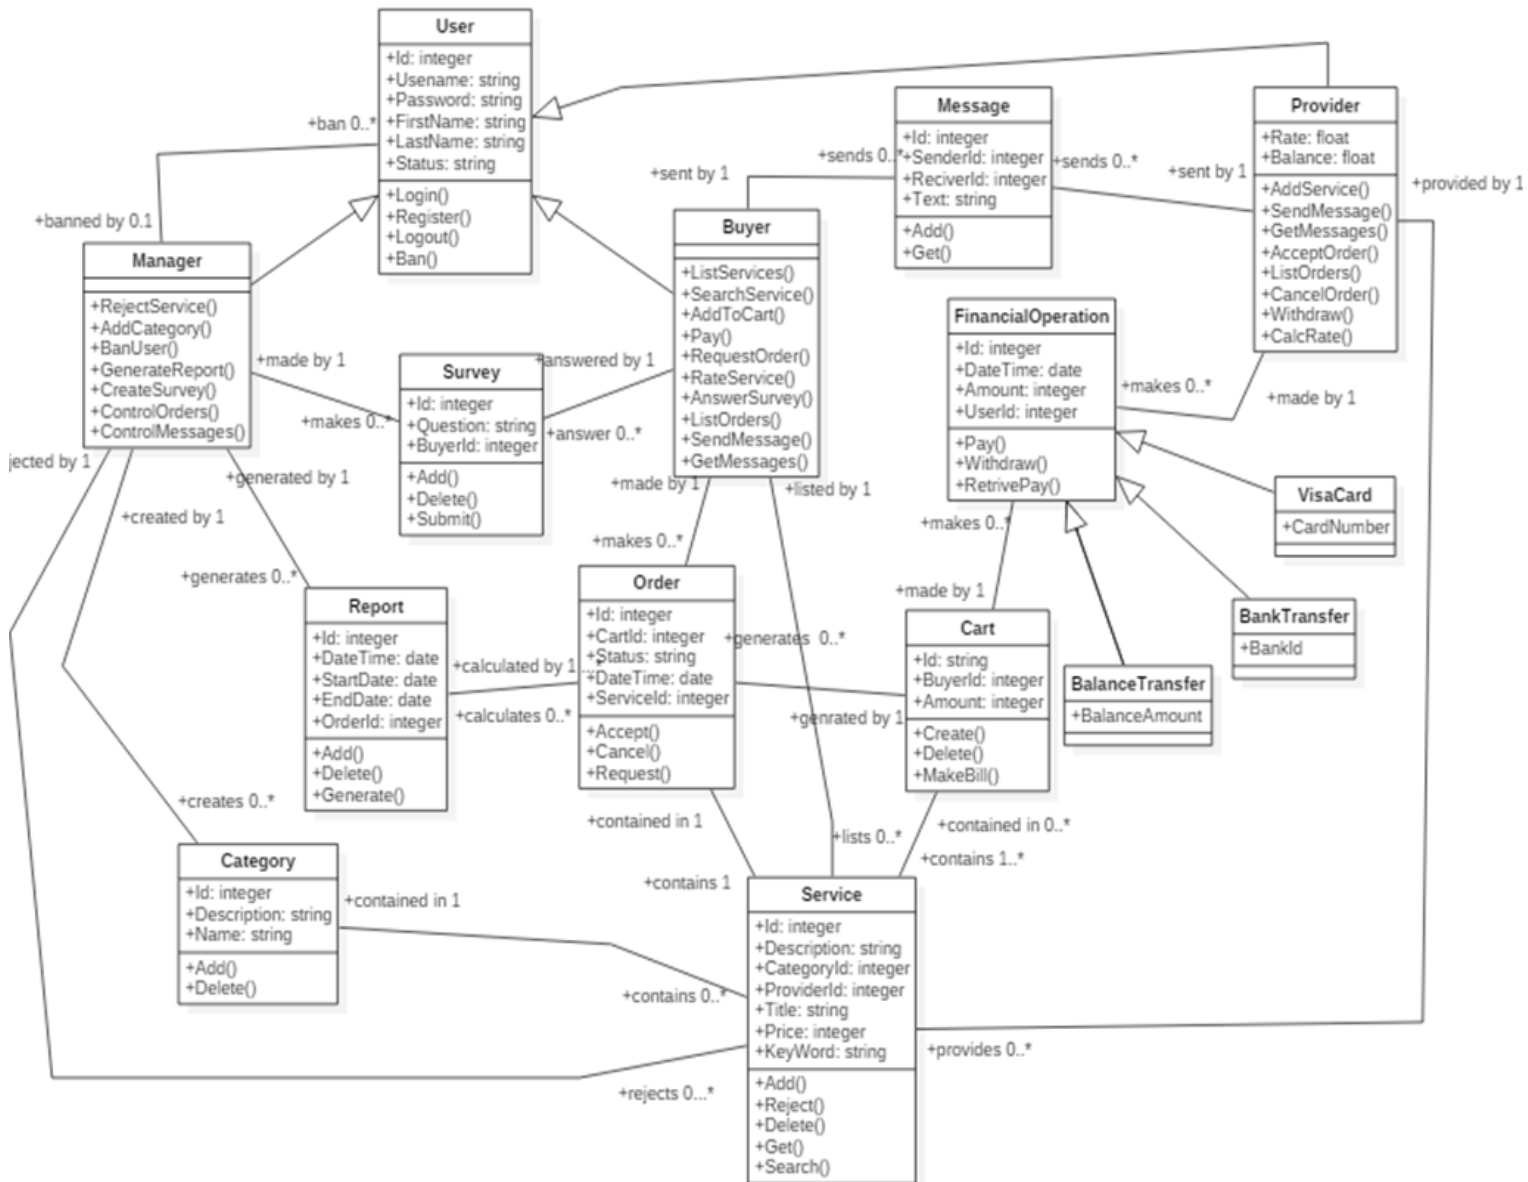 User
+Id: integer
+Usename: string
+Password: string
+FirstName: string
+LastName: string
+Status: string
+Login()
+Register()
+Logout()
+Ban()
+ban 0..*
+banned by 0.1
Message
+Id: integer
+SenderId: integer
+ReciverId: integer
+Text: string
+Add()
+Get()
+sends 0..*
+sent by 1
+sends 0..*
+sent by 1
Provider
+Rate: float
+Balance: float
+AddService()
+SendMessage()
+GetMessages()
+AcceptOrder()
+ListOrders()
+CancelOrder()
+Withdraw()
+CalcRate()
+provided by 1
Manager
+RejectService()
+AddCategory()
+BanUser()
+GenerateReport()
+CreateSurvey()
+ControlOrders()
+ControlMessages()
+made by 1
+makes 0..*
Survey
+Id: integer
+Question: string
+BuyerId: integer
+Add()
+Delete()
+Submit()
+answered by 1
+answer 0..*
Buyer
+ListServices()
+SearchService()
+AddToCart()
+Pay()
+RequestOrder()
+RateService()
+AnswerSurvey()
+ListOrders()
+SendMessage()
+GetMessages()
FinancialOperation
+Id: integer
+DateTime: date
+Amount: integer
+UserId: integer
+Pay()
+Withdraw()
+RetrivePay()
+makes 0..*
+made by 1
VisaCard
+CardNumber
BankTransfer
+BankId
BalanceTransfer
+BalanceAmount
jected by 1
+created by 1
+generated by 1
+generates 0..*
+made by 1
+listed by 1
+makes 0..*
+makes 0..*
+made by 1
Report
+Id: integer
+DateTime: date
+StartDate: date
+EndDate: date
+OrderId: integer
+Add()
+Delete()
+Generate()
+calculated by 1 ...*
+calculates 0..*
Order
+Id: integer
+CartId: integer
+Status: string
+DateTime: date
+ServiceId: integer
+Accept()
+Cancel()
+Request()
+generates 0..*
+genrated by 1
Cart
+Id: string
+BuyerId: integer
+Amount: integer
+Create()
+Delete()
+MakeBill()
+creates 0..*
+contained in 1
+contains 1
+lists 0..*
+contained in 0..*
+contains 1..*
Category
+Id: integer
+Description: string
+Name: string
+Add()
+Delete()
+contained in 1
+contains 0..*
Service
+Id: integer
+Description: string
+CategoryId: integer
+ProviderId: integer
+Title: string
+Price: integer
+KeyWord: string
+Add()
+Reject()
+Delete()
+Get()
+Search()
+provides 0..*
+rejects 0...*